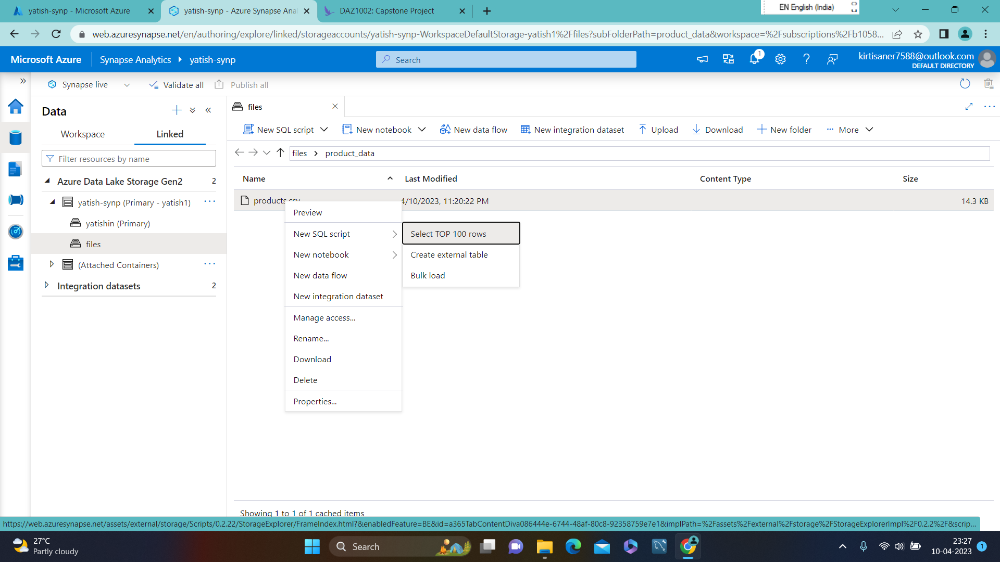 yatish-synp - Microsoft Azure
yatish-synp - Azure Synapse Anal
DAZ1002: Capstone Project
EN English (India)
web.azuresynapse.net/en/authoring/explore/linked/storageaccounts/yatish-synp-WorkspaceDefaultStorage-yatish1%2Ffiles?subFolderPath=product_data&workspace=%2Fsubscriptions%2Fb1058...
Microsoft Azure
Synapse Analytics
yatish-synp
Search
1
kirtisaner7588@outlook.com
DEFAULT DIRECTORY
Synapse live
Validate all
Publish all
Data
Workspace
Linked
Filter resources by name
Azure Data Lake Storage Gen2 2
yatish-synp (Primary - yatish1)
yatishin (Primary)
files
(Attached Containers)
Integration datasets 2
files
New SQL script
New notebook
New data flow
New integration dataset
Upload
Download
New folder
More
files
product_data
Name
Last Modified
Content Type
Size
products.csv
4/10/2023, 11:20:22 PM
14.3 KB
Preview
New SQL script
New notebook
New data flow
New integration dataset
Manage access...
Rename...
Download
Delete
Properties...
Select TOP 100 rows
Create external table
Bulk load
Showing 1 to 1 of 1 cached items
https://web.azuresynapse.net/assets/external/storage/Scripts/0.2.22/StorageExplorer/FrameIndex.html?&enabledFeature=BE&id=a365TabContentDiva086444e-6744-48af-80c8-92358759e7e1&implPath=%2Fassets%2Fexternal%2Fstorage%2FStorageExplorerImpl%2F0.2.2%2F&scrip...
27°C
Partly cloudy
Search
23:27
10-04-2023
1